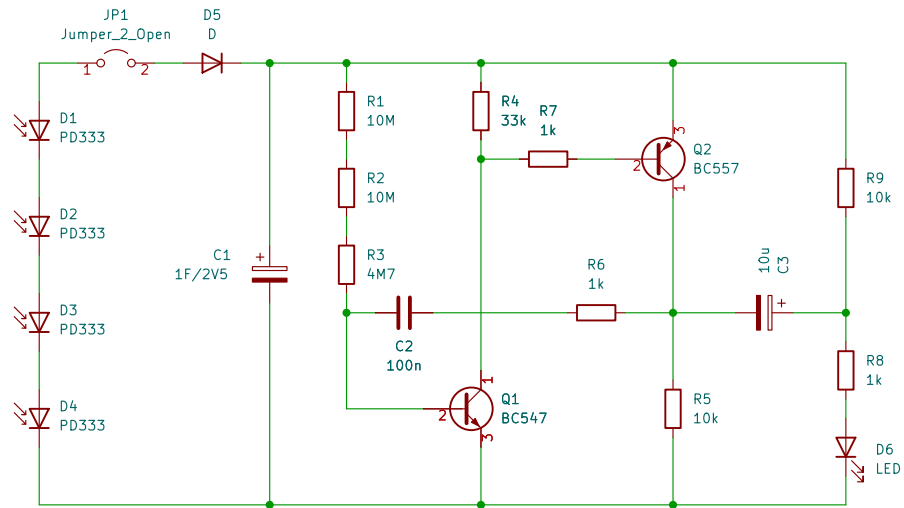 JP1
Jumper_2_Open
1
2
D5
D
D1
PD333
D2
PD333
D3
PD333
D4
PD333
C1
1F/2V5
+
R1
10M
R2
10M
R3
4M7
C2
100n
R4
33k
R7
1k
Q1
BC547
1
2
3
Q2
BC557
3
2
1
R6
1k
R5
10k
10u
C3
+
R9
10k
R8
1k
D6
LED